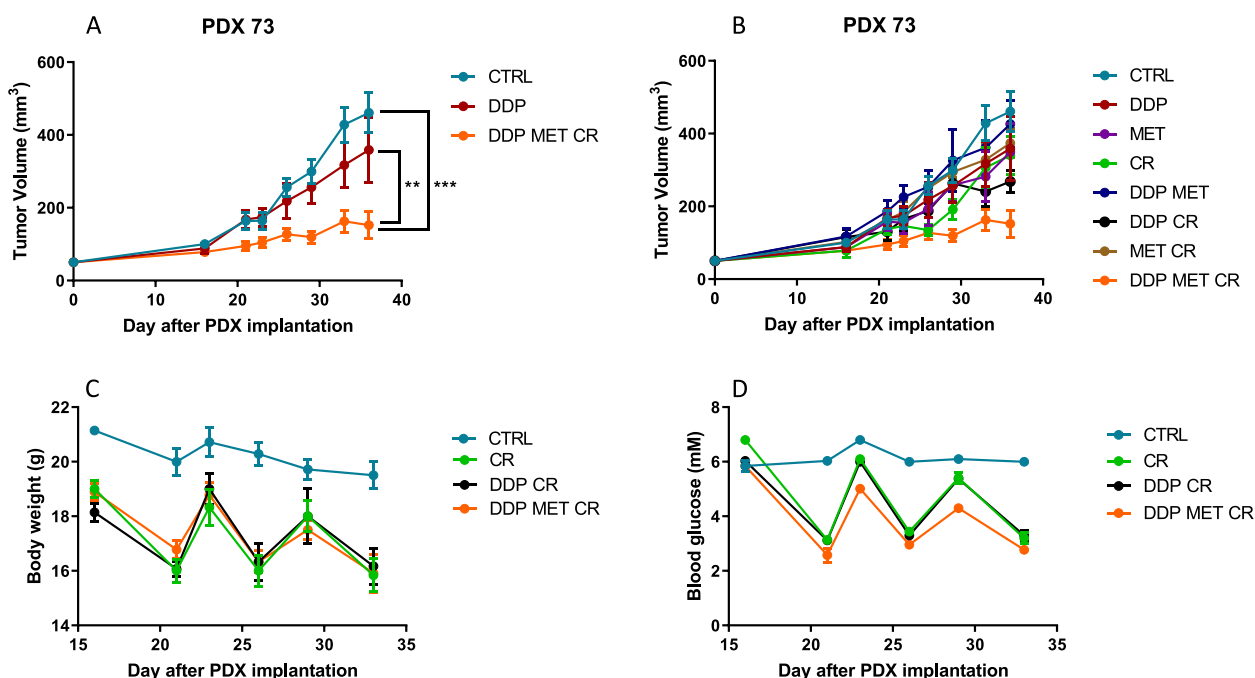 A
PDX 73
Tumor Volume (mm³)
600
400
200
0
0 10 20 30 40
Day after PDX implantation
CTRL
DDP
DDP MET CR
**
***
B
PDX 73
Tumor Volume (mm³)
600
400
200
0
0 10 20 30 40
Day after PDX implantation
CTRL
DDP
MET
CR
DDP MET
DDP CR
MET CR
DDP MET CR
C
Body weight (g)
22
20
18
16
14
15 20 25 30 35
Day after PDX implantation
CTRL
CR
DDP CR
DDP MET CR
D
Blood glucose (mM)
8
6
4
2
0
15 20 25 30 35
Day after PDX implantation
CTRL
CR
DDP CR
DDP MET CR